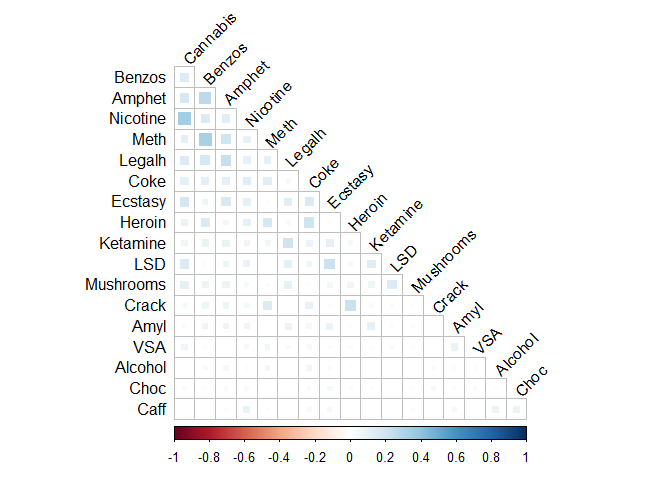 Cannabis
Benzos
Amphet
Nicotine
Meth
Legalh
Coke
Ecstasy
Heroin
Ketamine
LSD
Mushrooms
Crack
Amyl
VSA
Alcohol
Choc
Benzos
Amphet
Nicotine
Meth
Legalh
Coke
Ecstasy
Heroin
Ketamine
LSD
Mushrooms
Crack
Amyl
VSA
Alcohol
Choc
Caff
-1 -0.8 -0.6 -0.4 -0.2 0 0.2 0.4 0.6 0.8 1